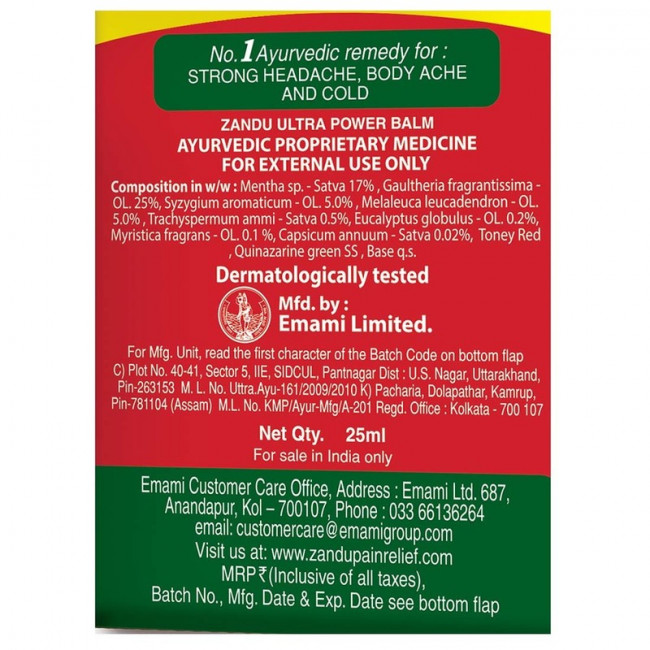 No.1 Ayurvedic remedy for :
STRONG HEADACHE, BODY ACHE
AND COLD
ZANDU ULTRA POWER BALM
AYURVEDIC PROPRIETARY MEDICINE
FOR EXTERNAL USE ONLY
Composition in w/w : Mentha sp. - Satva 17% , Gaultheria fragrantissima -
OL. 25%, Syzygium aromaticum - OL. 5.0% , Melaleuca leucadendron - OL.
5.0% , Trachyspermum ammi - Satva 0.5%, Eucalyptus globulus - OL. 0.2%,
Myristica fragrans - OL. 0.1 %, Capsicum annuum - Satva 0.02%, Toney Red
, Quinazarine green SS , Base q.s.
Dermatologically tested
Mfd. by :
Emami Limited.
For Mfg. Unit, read the first character of the Batch Code on bottom flap
C) Plot No. 40-41, Sector 5, IIE, SIDCUL, Pantnagar Dist : U.S. Nagar, Uttarakhand,
Pin-263153 M. L. No. Uttra.Ayu-161/2009/2010 K) Pacharia, Dolapathar, Kamrup,
Pin-781104 (Assam) M.L. No. KMP/Ayur-Mfg/A-201 Regd. Office : Kolkata - 700 107
Net Qty. 25ml
For sale in India only
Emami Customer Care Office, Address : Emami Ltd. 687,
Anandapur, Kol – 700107, Phone : 033 66136264
email: customercare@emamigroup.com
Visit us at: www.zandupainrelief.com
MRP₹(Inclusive of all taxes),
Batch No., Mfg. Date & Exp. Date see bottom flap